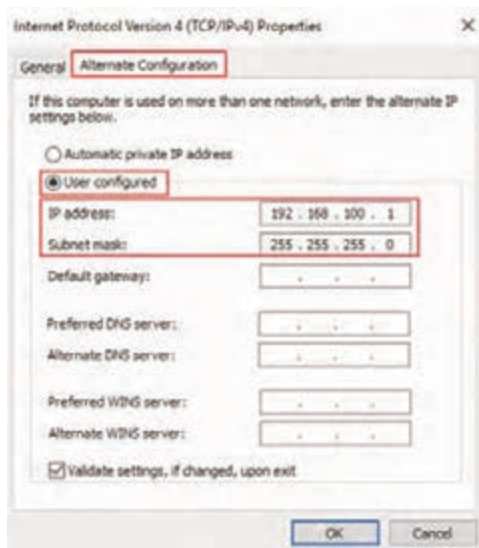 Internet Protocol Version 4 (TCP/IPv4) Properties
General Alternate Configuration
If this computer is used on more than one network, enter the alternate IP
settings below.
Automatic private IP address
User configured
IP address: 192 . 168 . 100 . 1
Subnet mask: 255 . 255 . 255 . 0
Default gateway: . . .
Preferred DNS server: . . .
Alternate DNS server: . . .
Preferred WINS server: . . .
Alternate WINS server: . . .
Validate settings, if changed, upon exit
OK Cancel